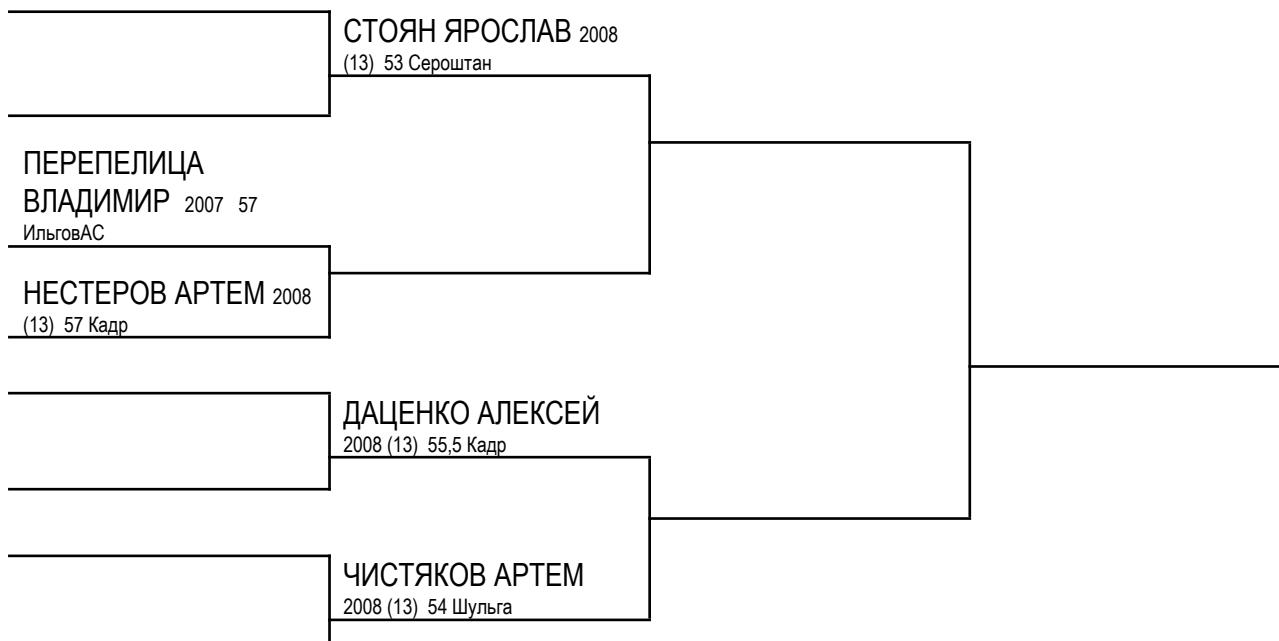 СТОЯН ЯРОСЛАВ 2008
(13) 53 Сероштан
ПЕРЕПЕЛИЦА
ВЛАДИМИР 2007 57
ИльговАС
НЕСТЕРОВ АРТЕМ 2008
(13) 57 Кадр
ДАЦЕНКО АЛЕКСЕЙ
2008 (13) 55,5 Кадр
ЧИСТЯКОВ АРТЕМ
2008 (13) 54 Шульга